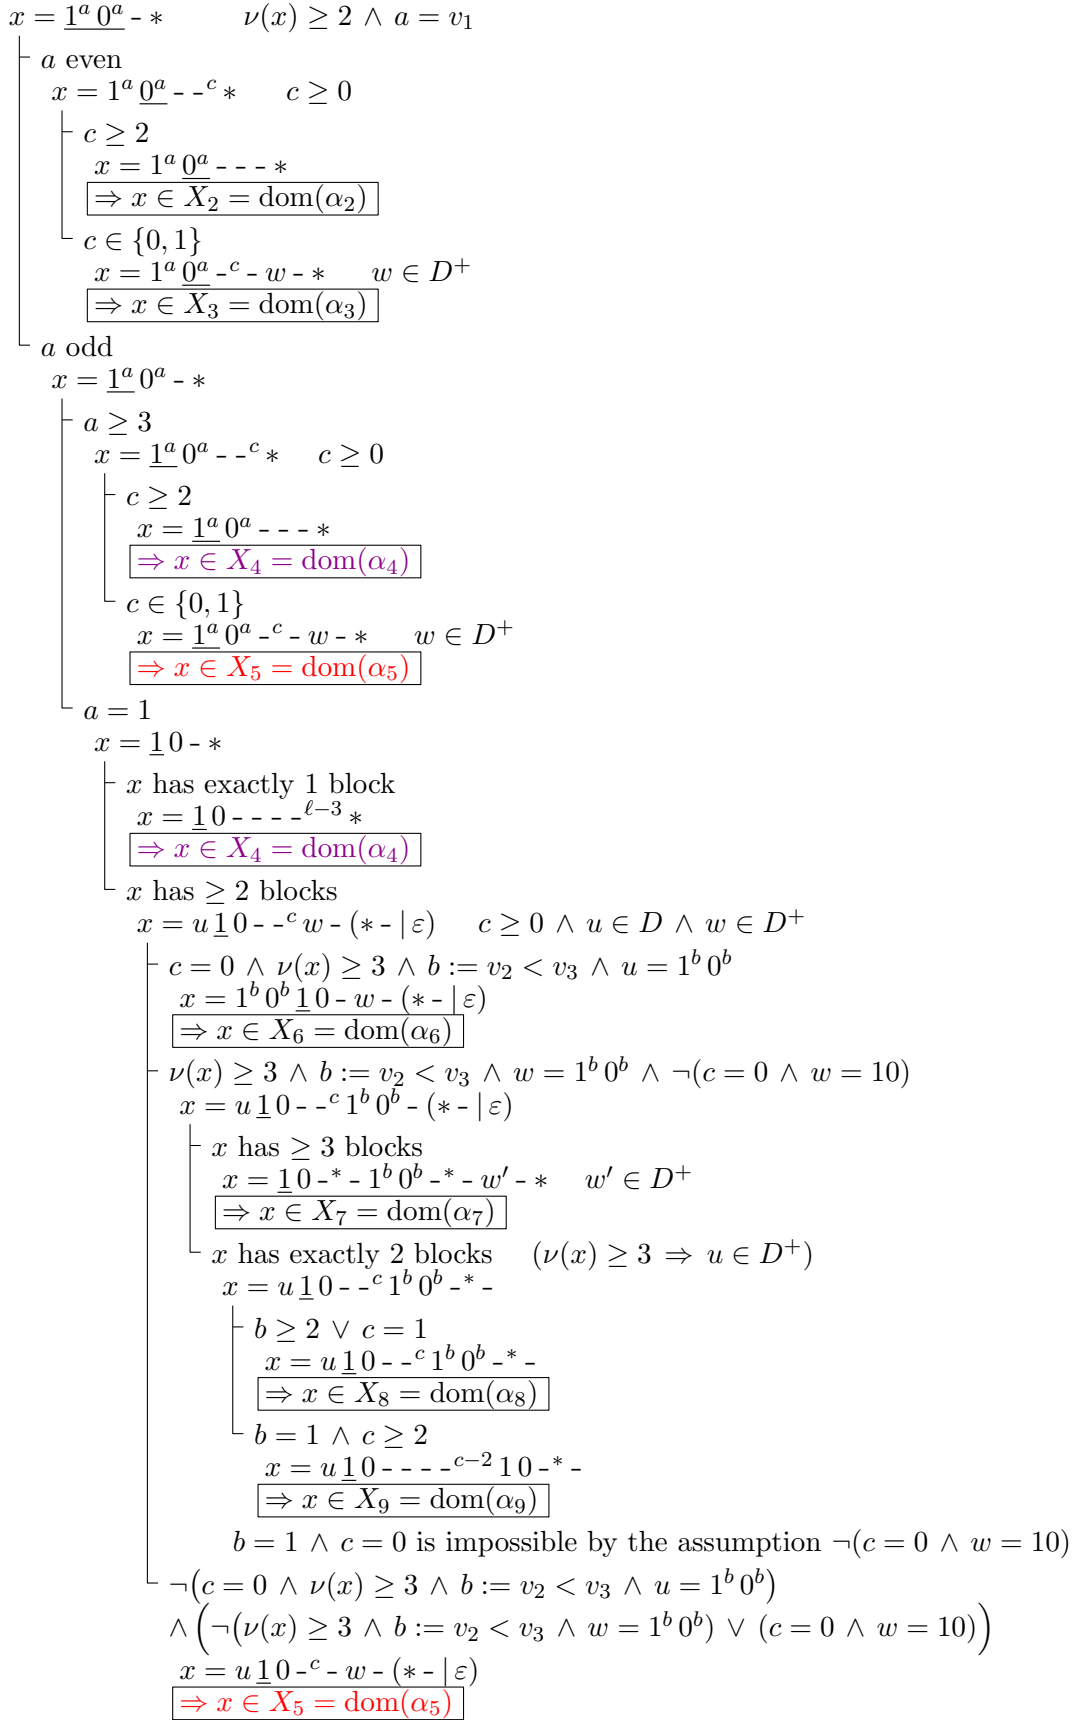 x = 1^a 0^a - ∗   ν(x) ≥ 2 ∧ a = v_1
a even
x = 1^a 0^a - -^c ∗   c ≥ 0
c ≥ 2
x = 1^a 0^a - - - ∗
⇒ x ∈ X_2 = dom(α_2)
c ∈ {0, 1}
x = 1^a 0^a -^c - w - ∗   w ∈ D^+
⇒ x ∈ X_3 = dom(α_3)
a odd
x = 1^a 0^a - ∗
a ≥ 3
x = 1^a 0^a - -^c ∗   c ≥ 0
c ≥ 2
x = 1^a 0^a - - - ∗
⇒ x ∈ X_4 = dom(α_4)
c ∈ {0, 1}
x = 1^a 0^a -^c - w - ∗   w ∈ D^+
⇒ x ∈ X_5 = dom(α_5)
a = 1
x = 1 0 - ∗
x has exactly 1 block
x = 1 0 - - - -^{ℓ−3} ∗
⇒ x ∈ X_4 = dom(α_4)
x has ≥ 2 blocks
x = u 1 0 - -^c w - (∗ - | ε)   c ≥ 0 ∧ u ∈ D ∧ w ∈ D^+
c = 0 ∧ ν(x) ≥ 3 ∧ b := v_2 < v_3 ∧ u = 1^b 0^b
x = 1^b 0^b 1 0 - w - (∗ - | ε)
⇒ x ∈ X_6 = dom(α_6)
ν(x) ≥ 3 ∧ b := v_2 < v_3 ∧ w = 1^b 0^b ∧ ¬(c = 0 ∧ w = 10)
x = u 1 0 - -^c 1^b 0^b - (∗ - | ε)
x has ≥ 3 blocks
x = 1 0 -^* - 1^b 0^b -^* - w′ - ∗   w′ ∈ D^+
⇒ x ∈ X_7 = dom(α_7)
x has exactly 2 blocks   (ν(x) ≥ 3 ⇒ u ∈ D^+)
x = u 1 0 - -^c 1^b 0^b -^* -
b ≥ 2 ∨ c = 1
x = u 1 0 - -^c 1^b 0^b -^* -
⇒ x ∈ X_8 = dom(α_8)
b = 1 ∧ c ≥ 2
x = u 1 0 - - - -^{c−2} 1 0 -^* -
⇒ x ∈ X_9 = dom(α_9)
b = 1 ∧ c = 0 is impossible by the assumption ¬(c = 0 ∧ w = 10)
¬(c = 0 ∧ ν(x) ≥ 3 ∧ b := v_2 < v_3 ∧ u = 1^b 0^b)
∧ (¬(ν(x) ≥ 3 ∧ b := v_2 < v_3 ∧ w = 1^b 0^b) ∨ (c = 0 ∧ w = 10))
x = u 1 0 -^c - w - (∗ - | ε)
⇒ x ∈ X_5 = dom(α_5)